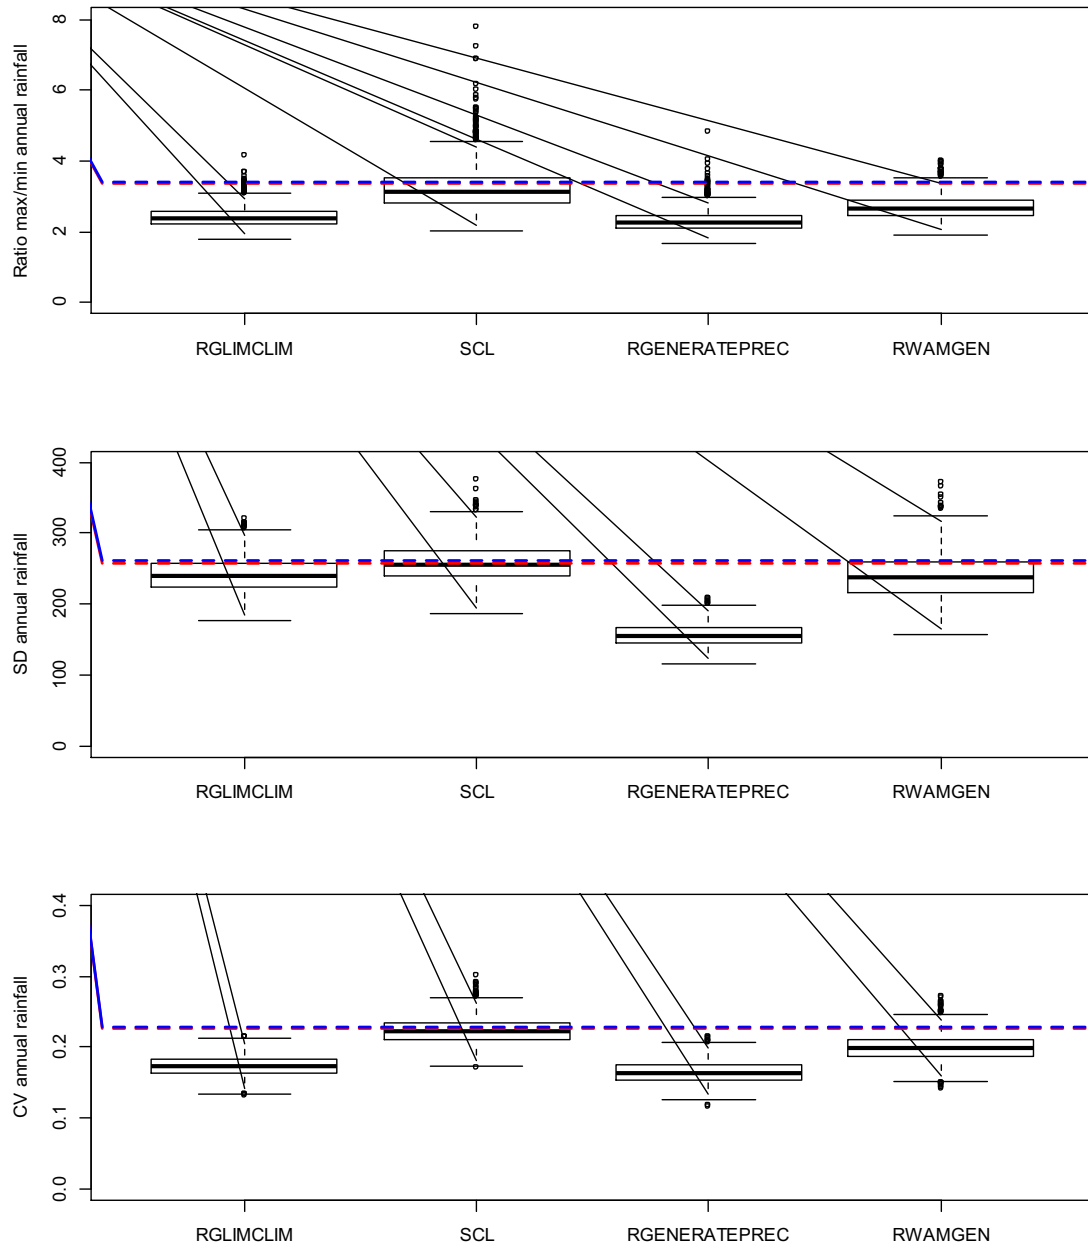 Ratio max/min annual rainfall
8
6
4
2
0
RGLIMCLIM SCL RGENERATEPREC RWAMGEN
SD annual rainfall
400
300
200
100
0
RGLIMCLIM SCL RGENERATEPREC RWAMGEN
CV annual rainfall
0.4
0.3
0.2
0.1
0.0
RGLIMCLIM SCL RGENERATEPREC RWAMGEN